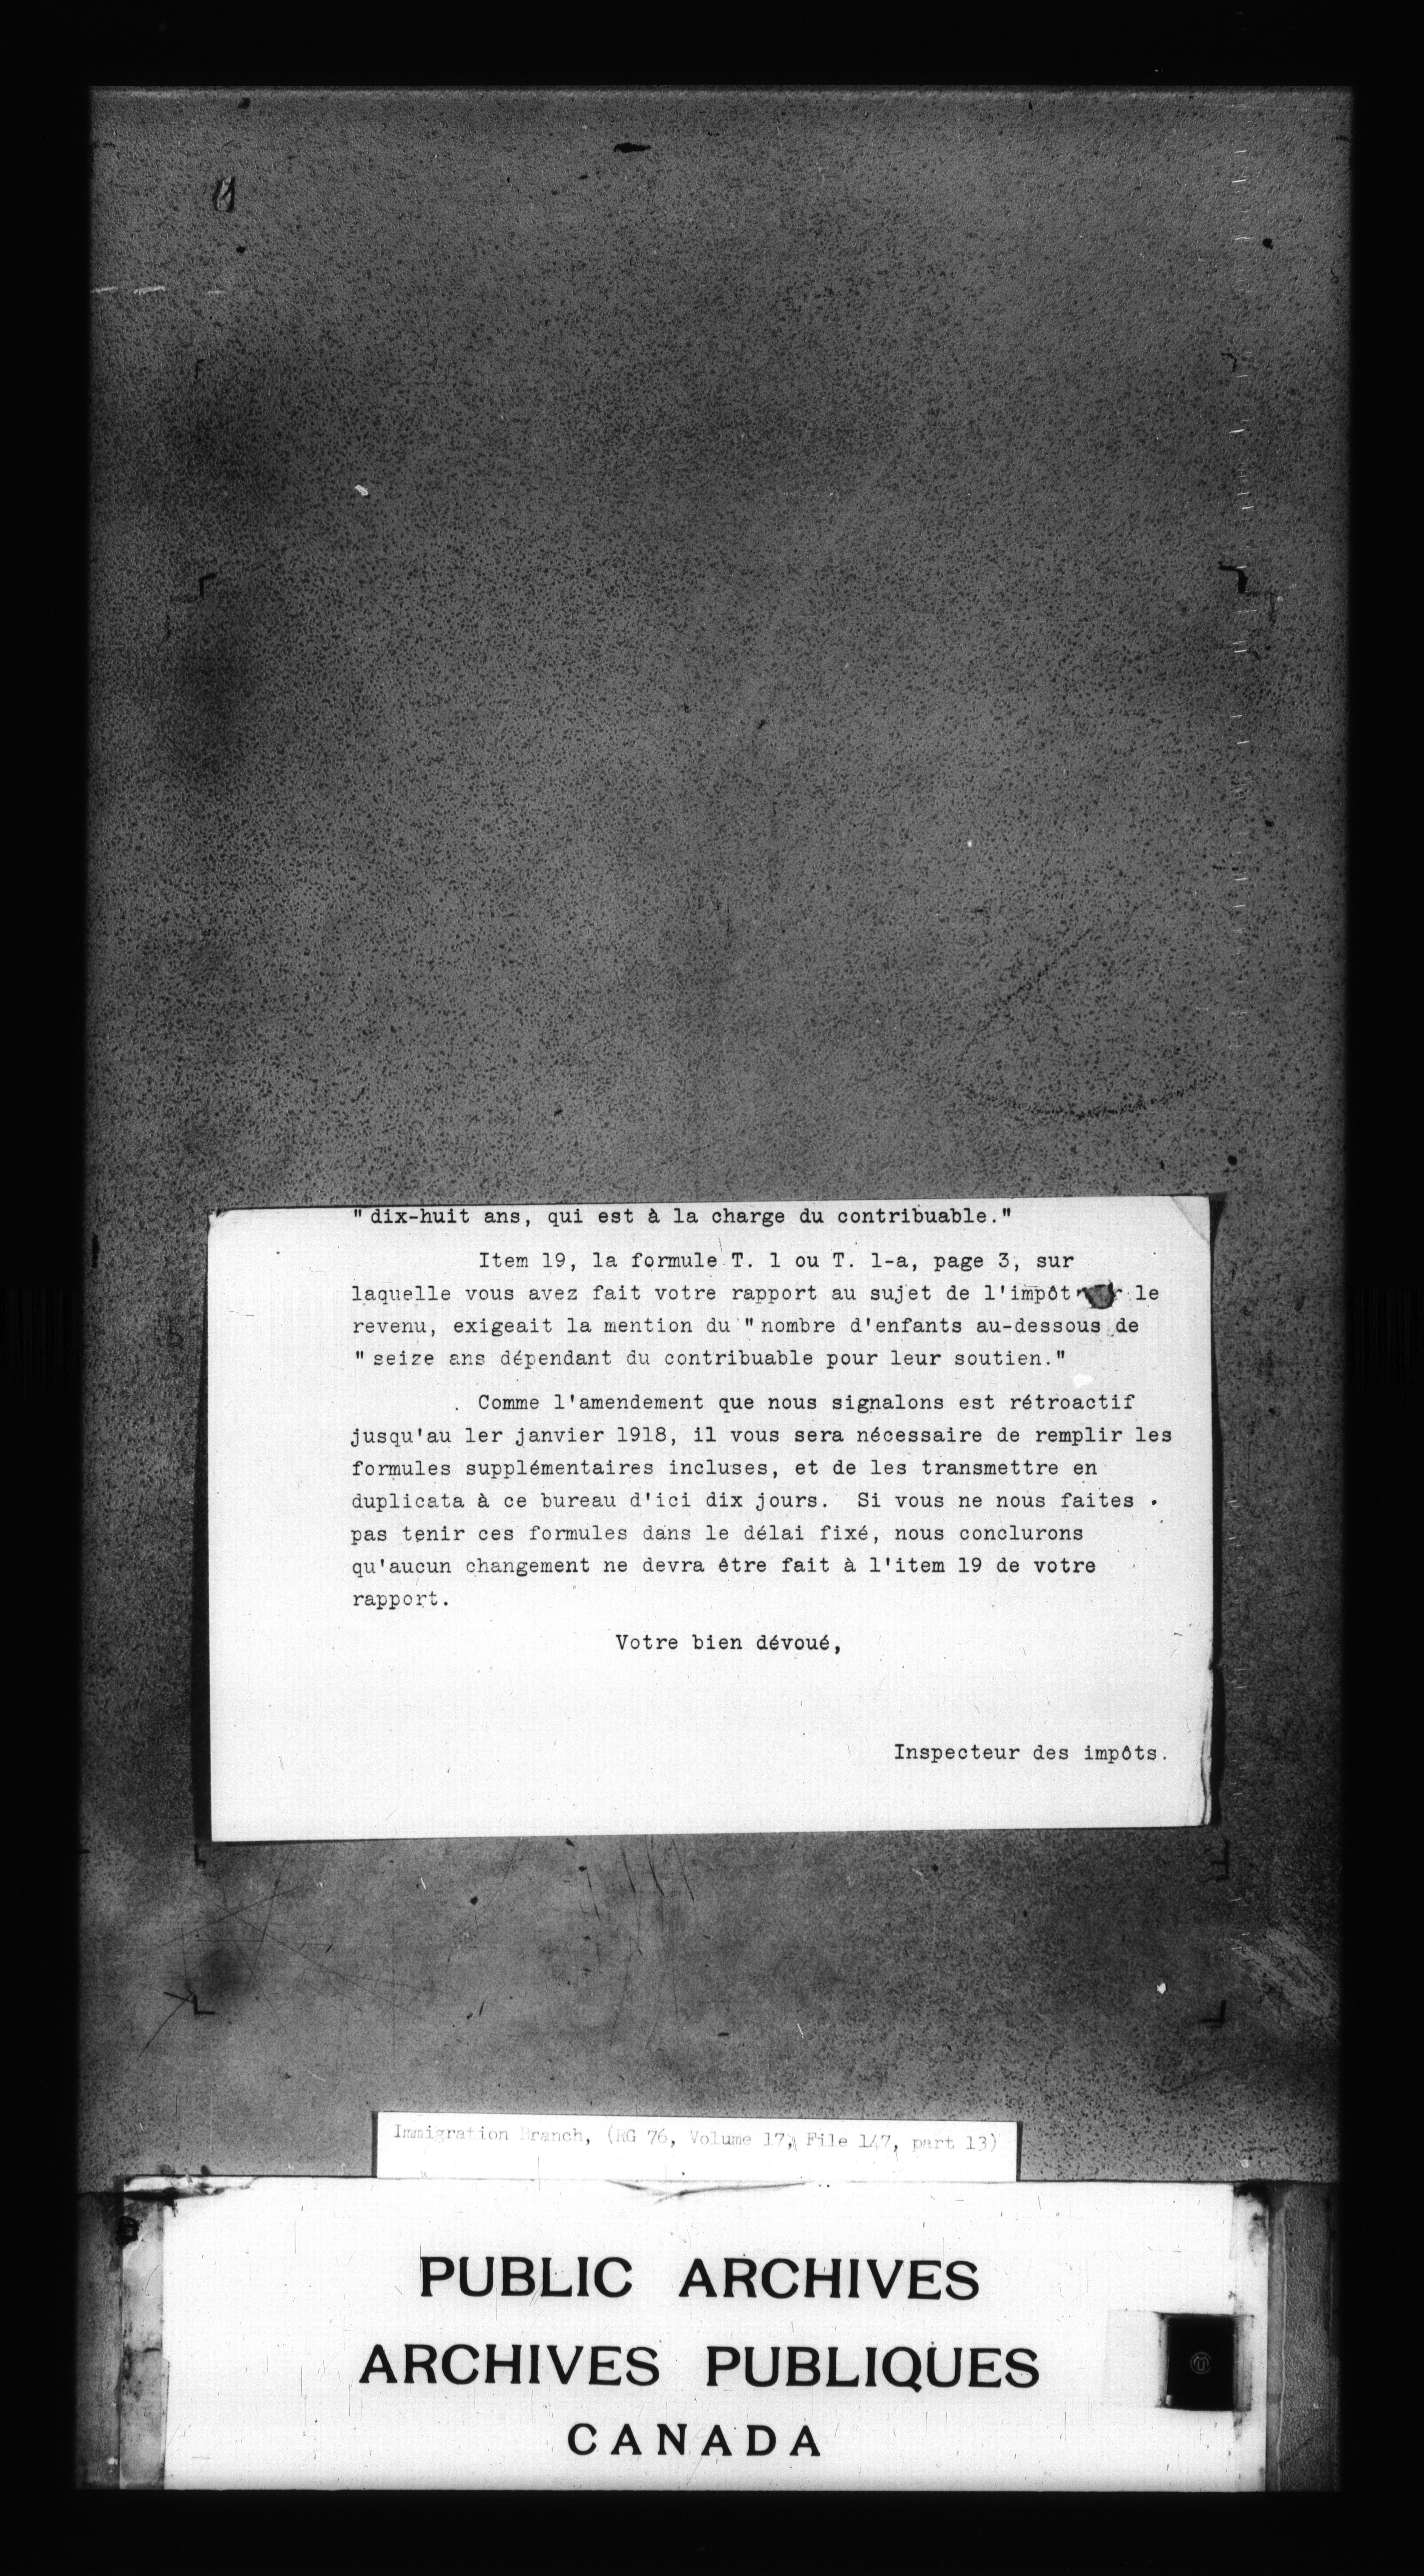 " dix-huit ans, qui est à la charge du contribuable."
Item 19, la formule T. 1 ou T. 1-a, page 3, sur
laquelle vous avez fait votre rapport au sujet de l'impôt le
revenu, exigeait la mention du " nombre d'enfants au-dessous de
" seize ans dépendant du contribuable pour leur soutien."
Comme l'amendement que nous signalons est rétroactif
jusqu'au 1er janvier 1918, il vous sera nécessaire de remplir les
formules supplémentaires incluses, et de les transmettre en
duplicata à ce bureau d'ici dix jours. Si vous ne nous faites
pas tenir ces formules dans le délai fixé, nous conclurons
qu'aucun changement ne devra être fait à l'item 19 de votre
rapport.
Votre bien dévoué,
Inspecteur des impôts.
Immigration Branch, (RG 76, Volume 17, File 147, part 13)
PUBLIC ARCHIVES
ARCHIVES PUBLIQUES
CANADA